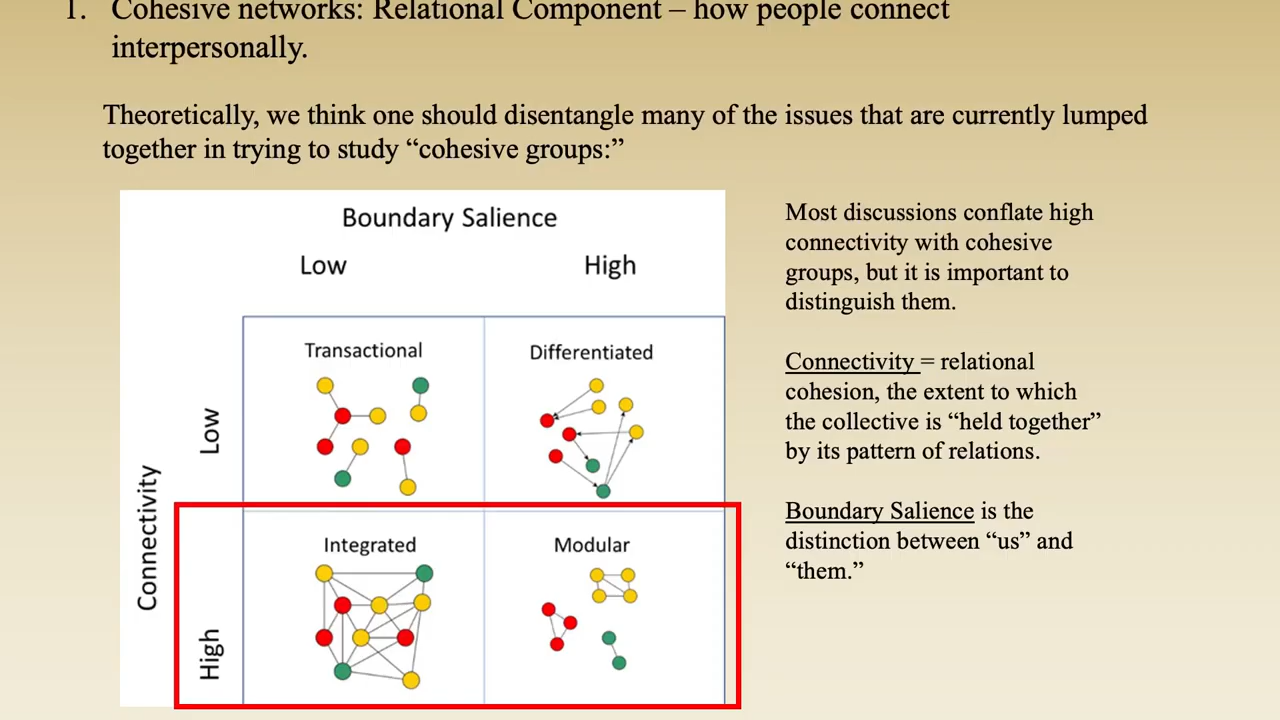 1. Cohesive networks: Relational Component – how people connect
interpersonally.
Theoretically, we think one should disentangle many of the issues that are currently lumped
together in trying to study “cohesive groups:”
Boundary Salience
Low High
Transactional Differentiated
Low
Connectivity
Integrated Modular
High
Most discussions conflate high
connectivity with cohesive
groups, but it is important to
distinguish them.
Connectivity = relational
cohesion, the extent to which
the collective is “held together”
by its pattern of relations.
Boundary Salience is the
distinction between “us” and
“them.”